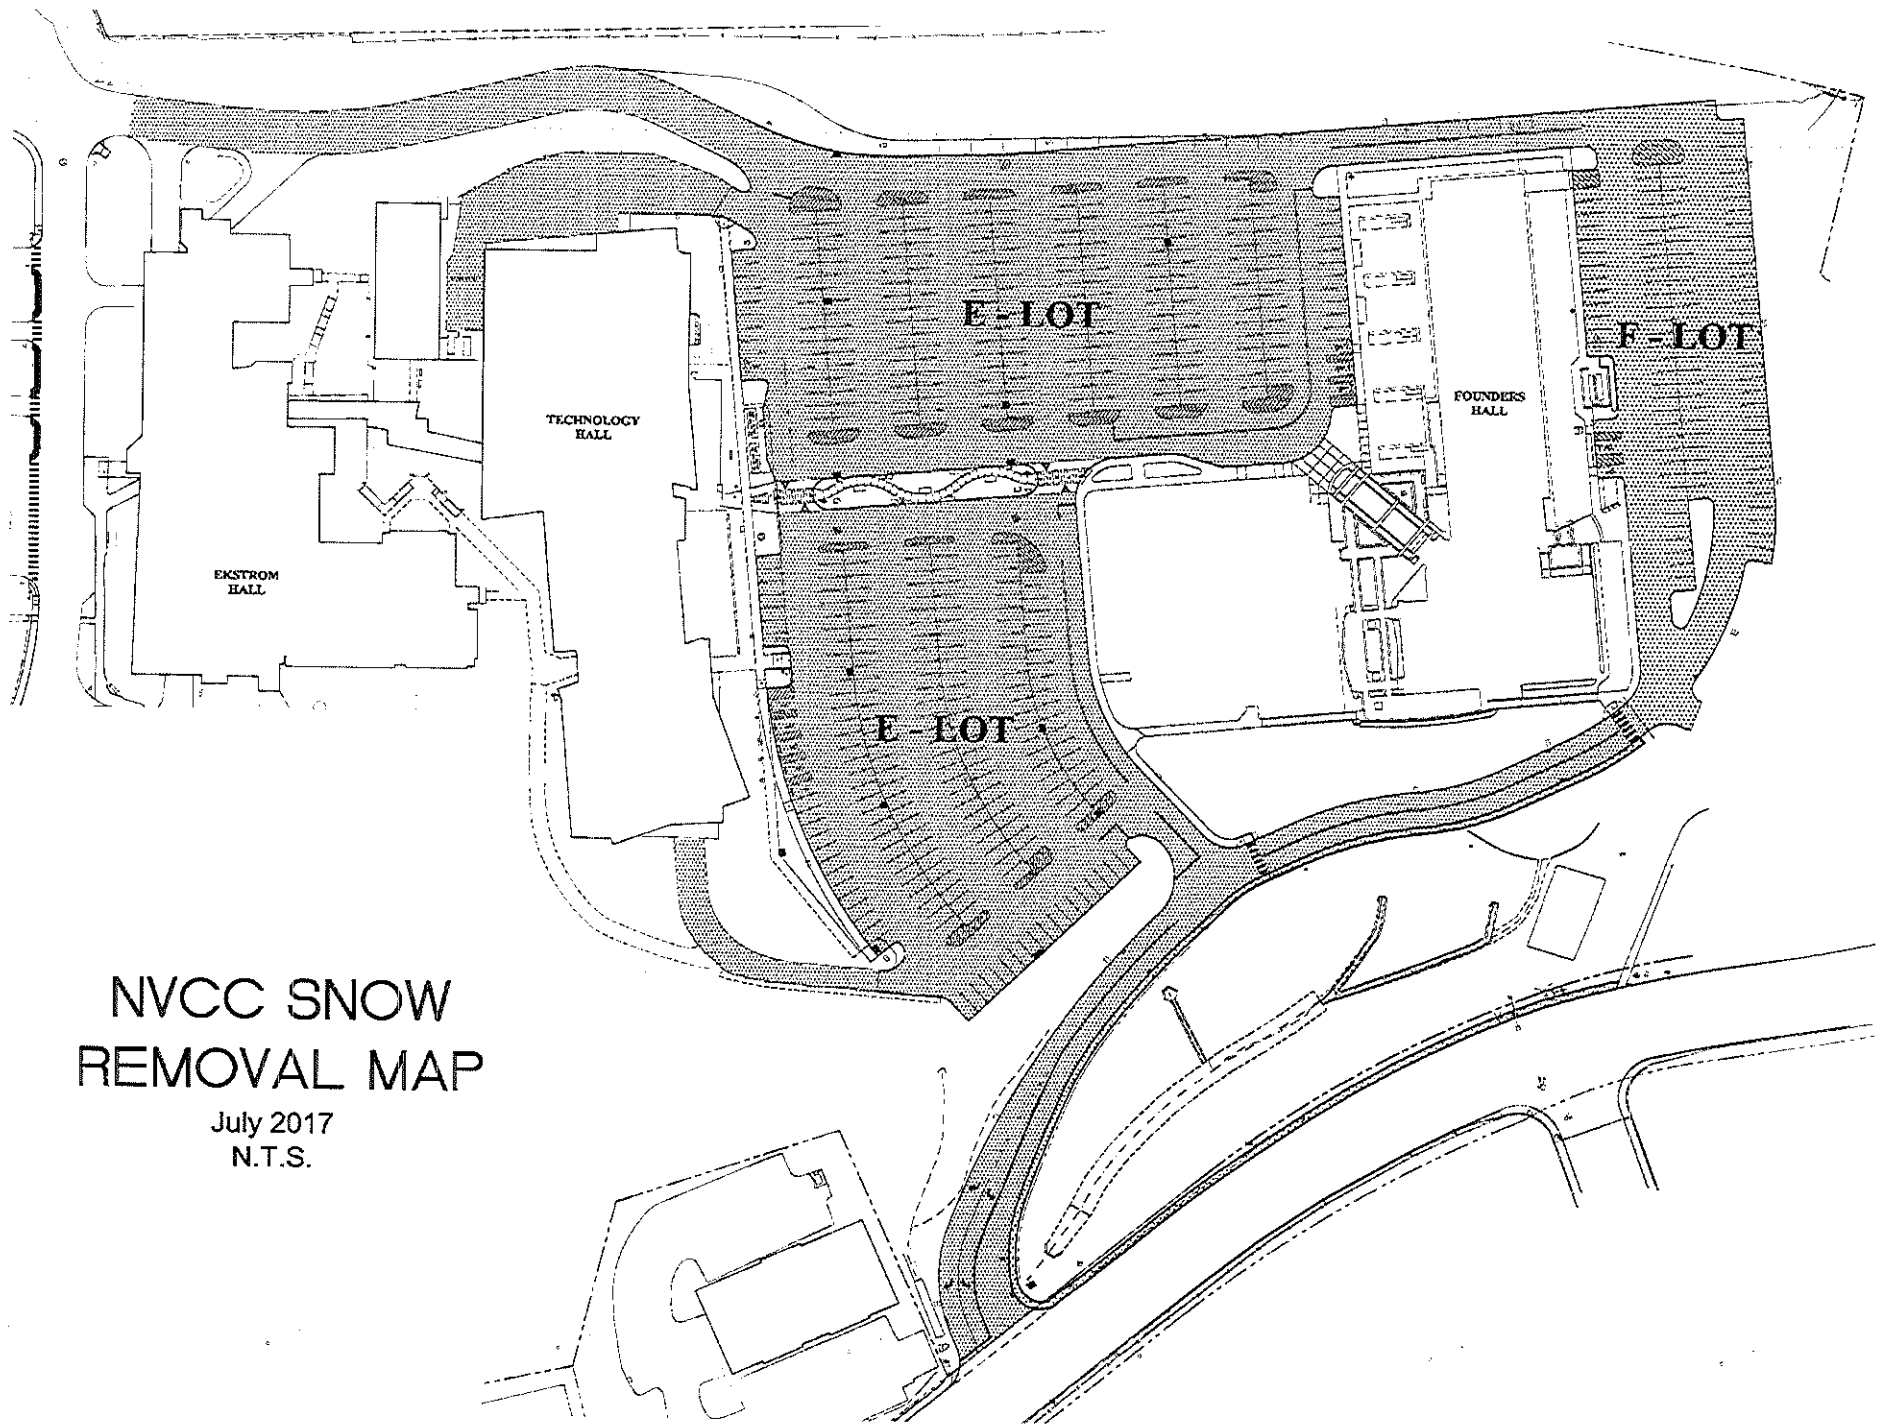 E - LOT
F - LOT
FOUNDERS
HALL
TECHNOLOGY
HALL
EKSTROM
HALL
E - LOT
NVCC SNOW
REMOVAL MAP
July 2017
N.T.S.